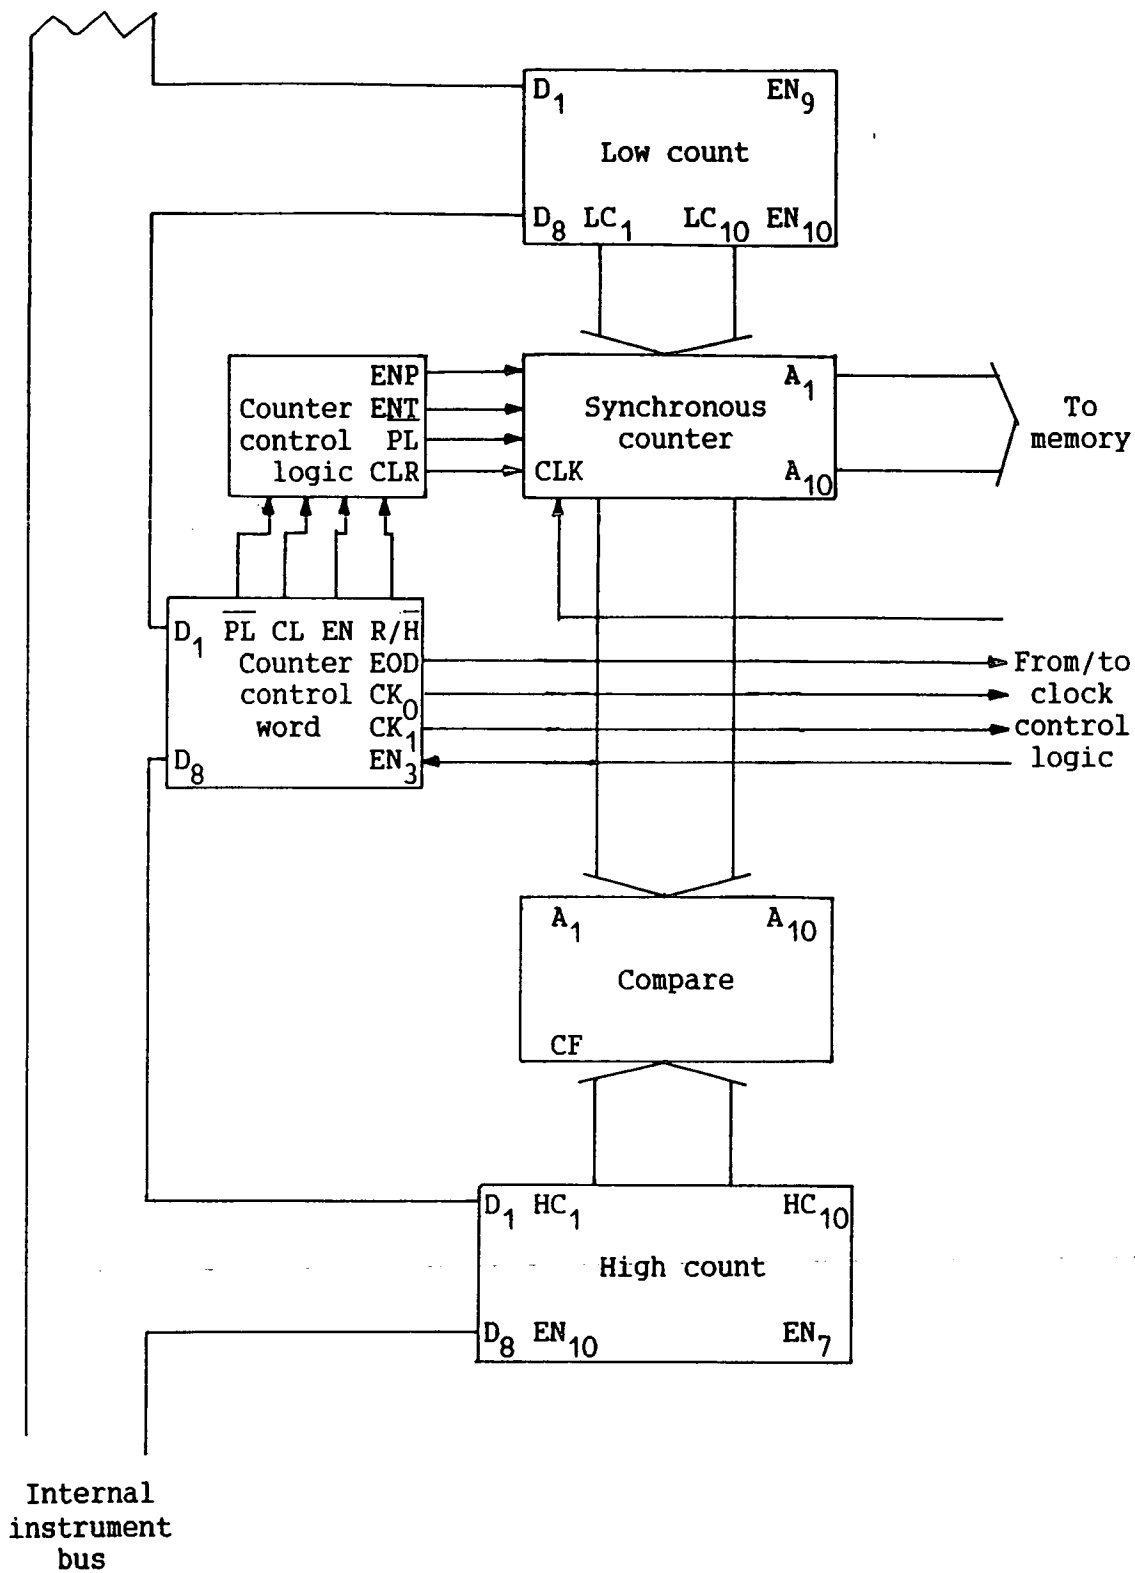 D1 EN9
Low count
D8 LC1 LC10 EN10
ENP
Counter ENT
control P̅L̅
logic CLR
Synchronous
counter
A1
CLK A10
To
memory
D1 P̅L̅ CL EN R/H̅
Counter EOD
control CK0
word CK1
D8 EN3
From/to
clock
control
logic
A1 A10
Compare
CF
D1 HC1 HC10
High count
D8 EN10 EN7
Internal
instrument
bus